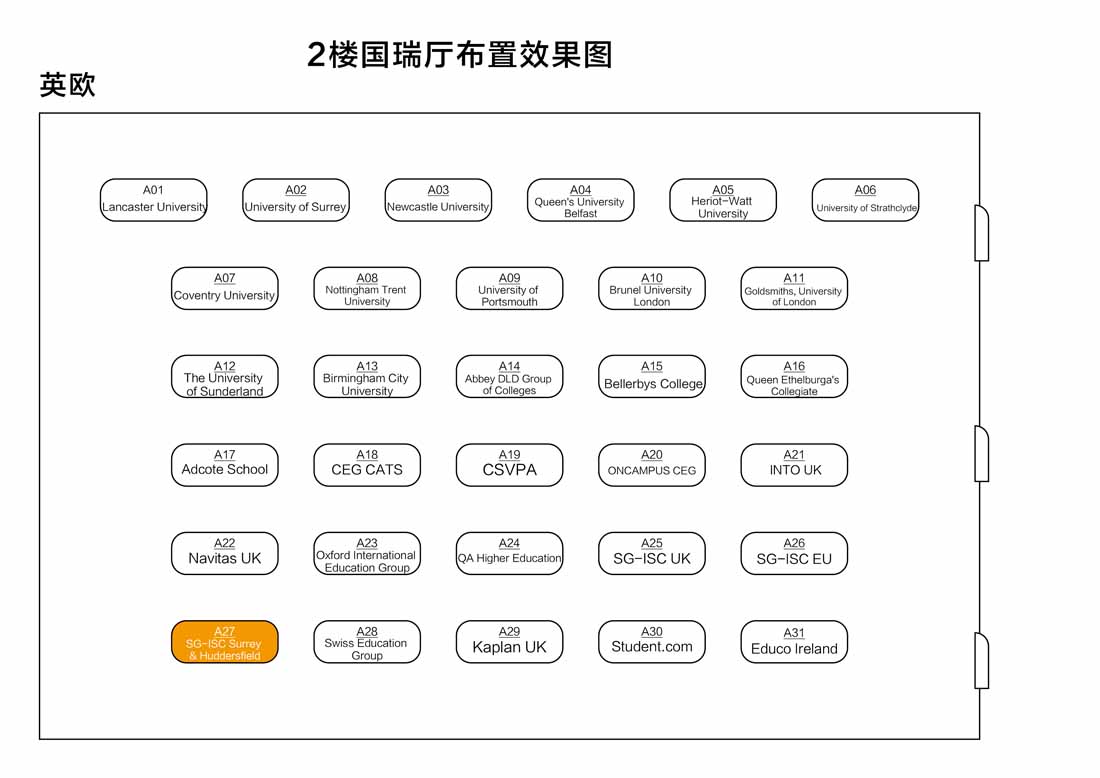 2楼国瑞厅布置效果图
英欧
A01
Lancaster University
A02
University of Surrey
A03
Newcastle University
A04
Queen's University
Belfast
A05
Heriot-Watt
University
A06
University of Strathclyde
A07
Coventry University
A08
Nottingham Trent
University
A09
University of
Portsmouth
A10
Brunel University
London
A11
Goldsmiths, University
of London
A12
The University
of Sunderland
A13
Birmingham City
University
A14
Abbey DLD Group
of Colleges
A15
Bellerbys College
A16
Queen Ethelburga's
Collegiate
A17
Adcote School
A18
CEG CATS
A19
CSVPA
A20
ONCAMPUS CEG
A21
INTO UK
A22
Navitas UK
A23
Oxford International
Education Group
A24
QA Higher Education
A25
SG-ISC UK
A26
SG-ISC EU
A27
SG-ISC Surrey
& Huddersfield
A28
Swiss Education
Group
A29
Kaplan UK
A30
Student.com
A31
Educo Ireland